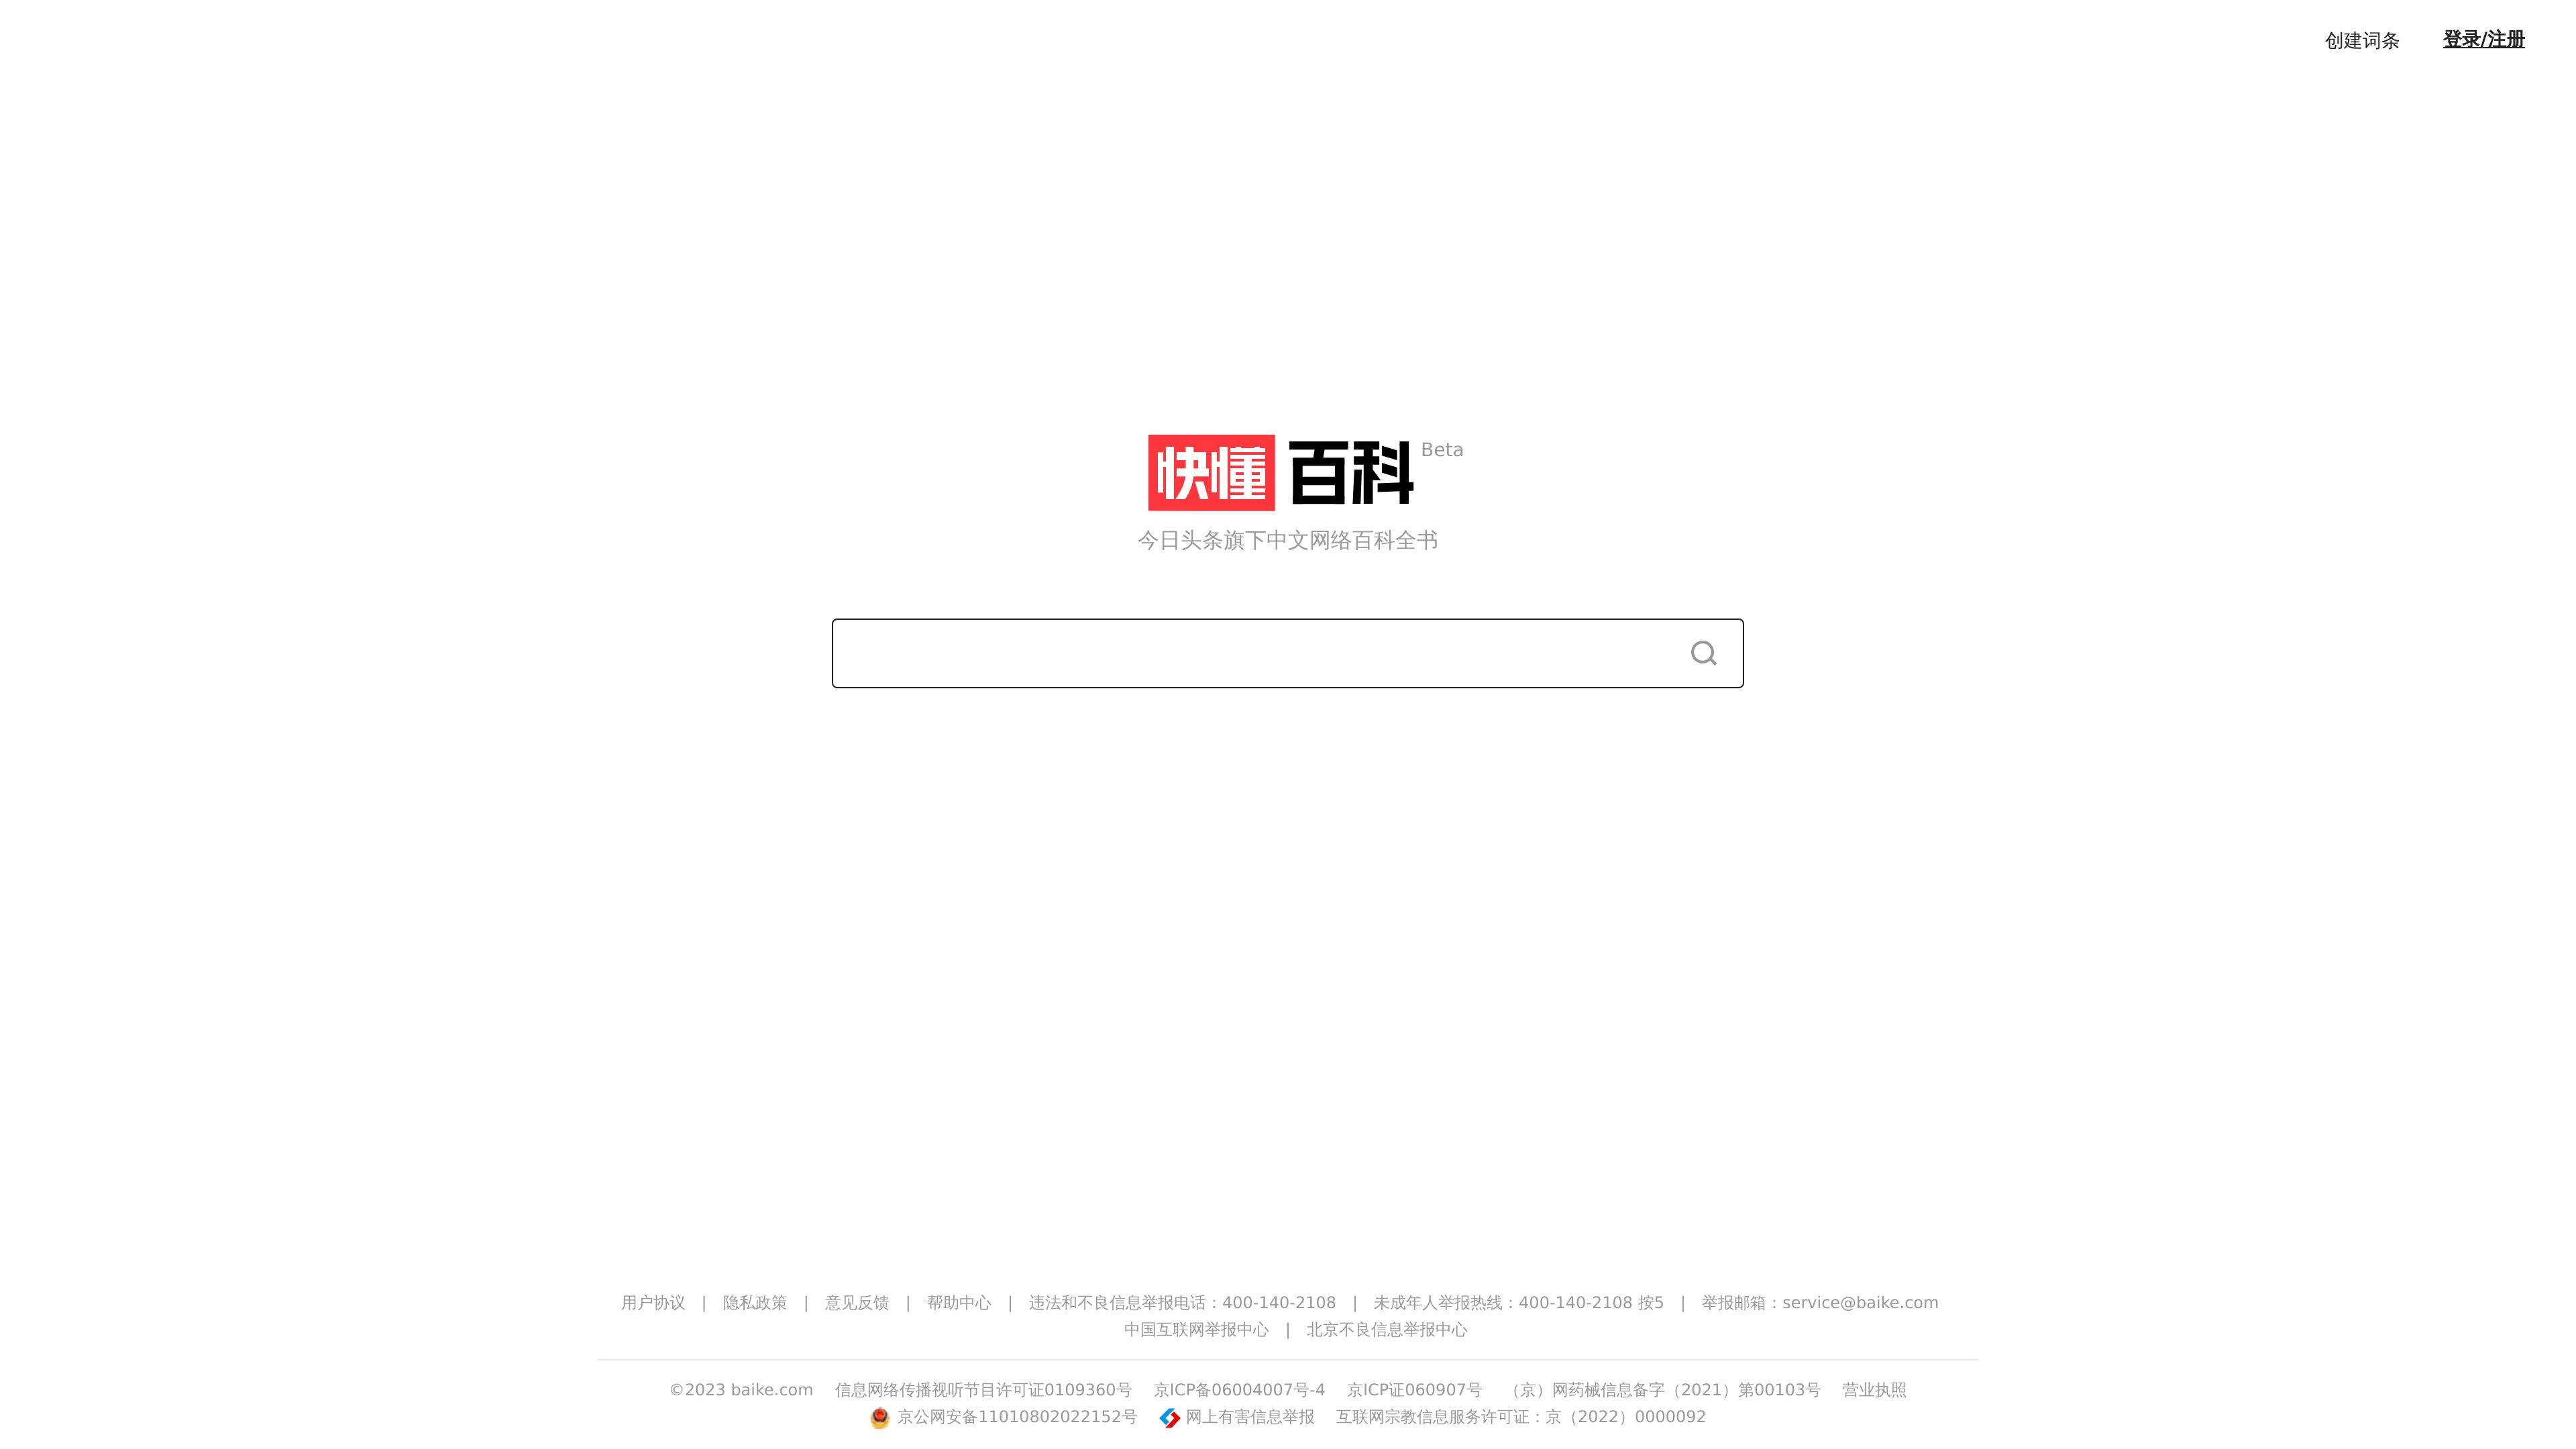 创建词条 登录/注册
快懂 百科 Beta
今日头条旗下中文网络百科全书
用户协议 | 隐私政策 | 意见反馈 | 帮助中心 | 违法和不良信息举报电话：400-140-2108 | 未成年人举报热线：400-140-2108 按5 | 举报邮箱：service@baike.com
中国互联网举报中心 | 北京不良信息举报中心
©2023 baike.com 信息网络传播视听节目许可证0109360号 京ICP备06004007号-4 京ICP证060907号 （京）网药械信息备字（2021）第00103号 营业执照
京公网安备11010802022152号 网上有害信息举报 互联网宗教信息服务许可证：京（2022）0000092